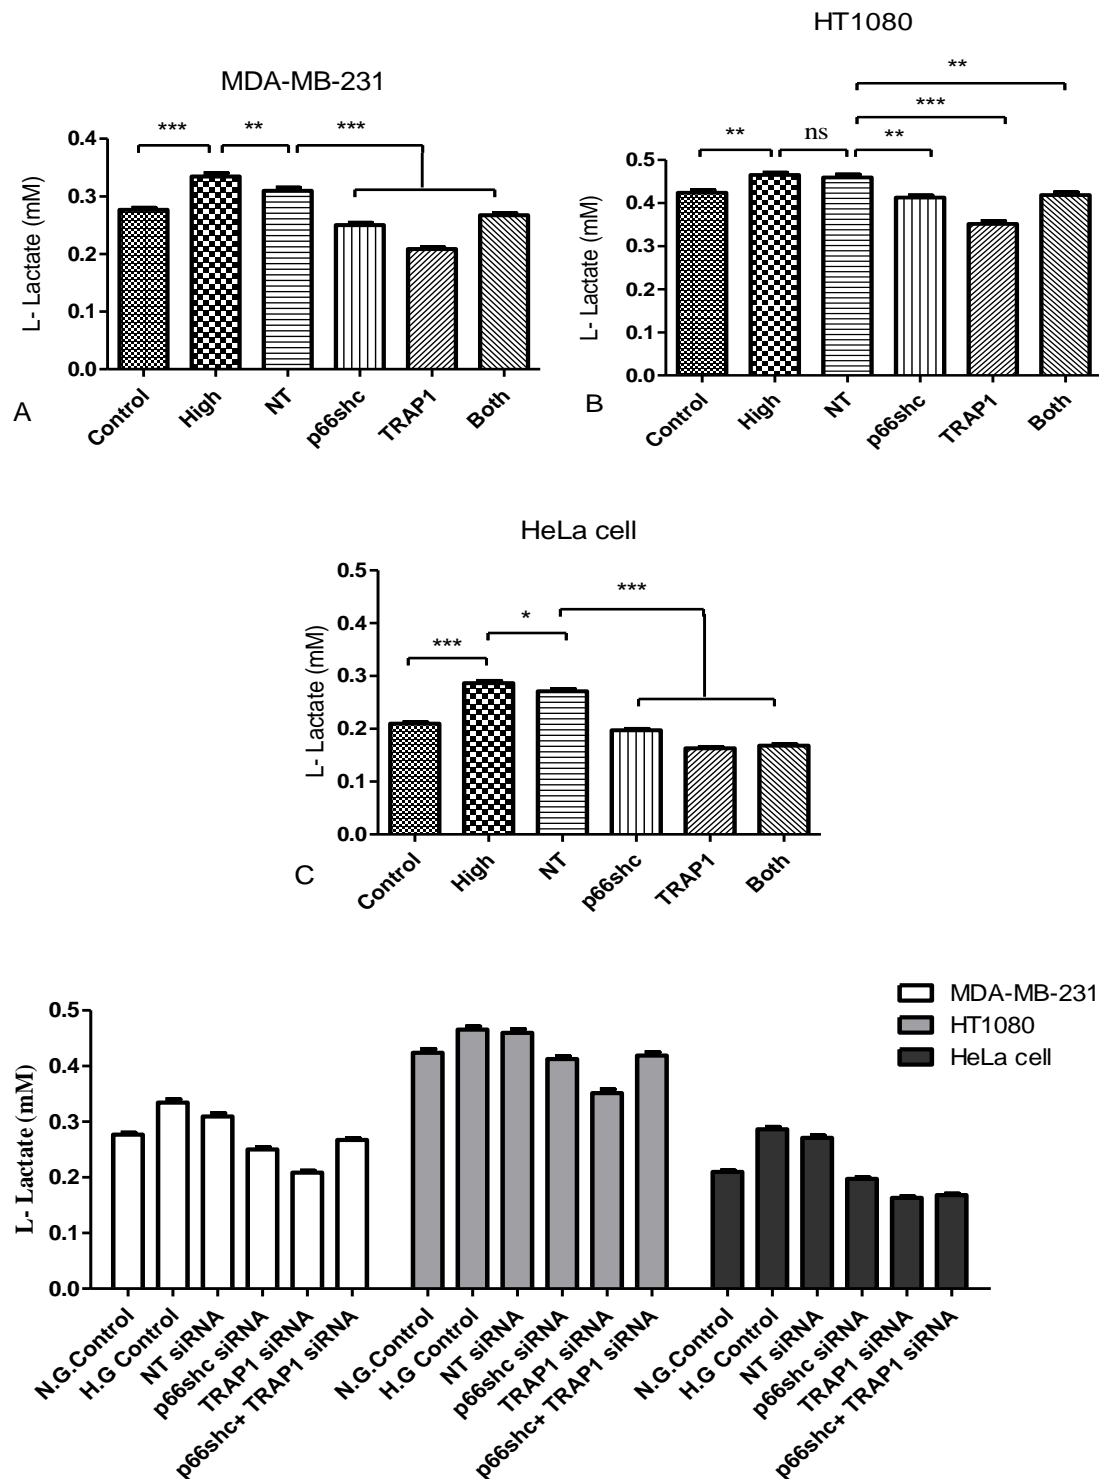 MDA-MB-231
***
**
***
L- Lactate (mM)
0.4
0.3
0.2
0.1
0.0
Control
High
NT
p66shc
TRAP1
Both
A
HT1080
**
***
**
ns
**
L- Lactate (mM)
0.5
0.4
0.3
0.2
0.1
0.0
Control
High
NT
p66shc
TRAP1
Both
B
HeLa cell
***
*
***
L- Lactate (mM)
0.5
0.4
0.3
0.2
0.1
0.0
Control
High
NT
p66shc
TRAP1
Both
C
MDA-MB-231
HT1080
HeLa cell
L- Lactate (mM)
0.5
0.4
0.3
0.2
0.1
0.0
N.G.Control
H.G Control
NT siRNA
p66shc siRNA
TRAP1 siRNA
p66shc+ TRAP1 siRNA
N.G.Control
H.G Control
NT siRNA
p66shc siRNA
TRAP1 siRNA
p66shc+ TRAP1 siRNA
N.G.Control
H.G Control
NT siRNA
p66shc siRNA
TRAP1 siRNA
p66shc+ TRAP1 siRNA